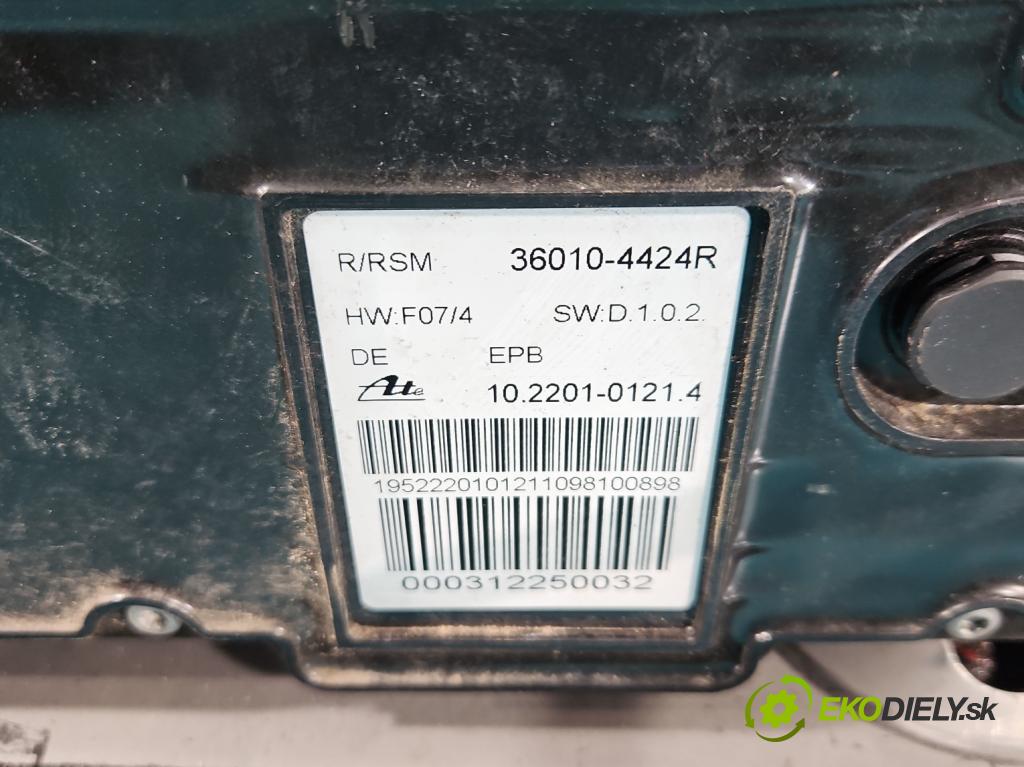 R/RSM 36010-4424R
HW:F07/4 SW:D.1.0.2.
DE EPB
Ate 10.2201-0121.4
1952220101211098100898
000312250032
EKODIELY.sk